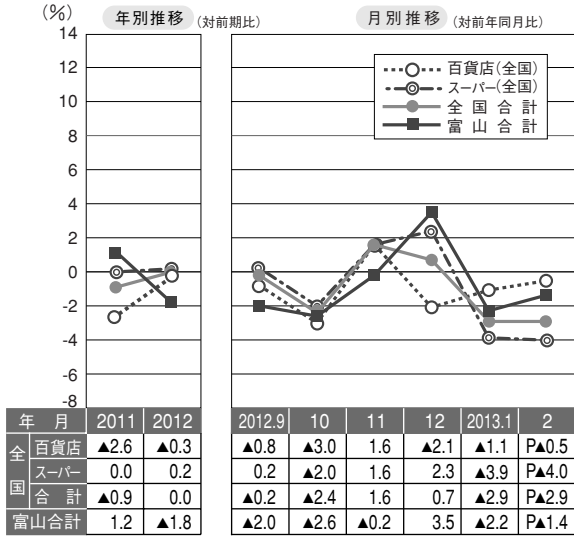 (%)
年別推移 (対前期比)
月別推移 (対前年同月比)
14
12
10
8
6
4
2
0
-2
-4
-6
-8
百貨店(全国)
スーパー(全国)
全国合計
富山合計
年 月 2011 2012 2012.9 10 11 12 2013.1 2
全国 百貨店 ▲2.6 ▲0.3 ▲0.8 ▲3.0 1.6 ▲2.1 ▲1.1 P▲0.5
スーパー 0.0 0.2 0.2 ▲2.0 1.6 2.3 ▲3.9 P▲4.0
合計 ▲0.9 0.0 ▲0.2 ▲2.4 1.6 0.7 ▲2.9 P▲2.9
富山合計 1.2 ▲1.8 ▲2.0 ▲2.6 ▲0.2 3.5 ▲2.2 P▲1.4